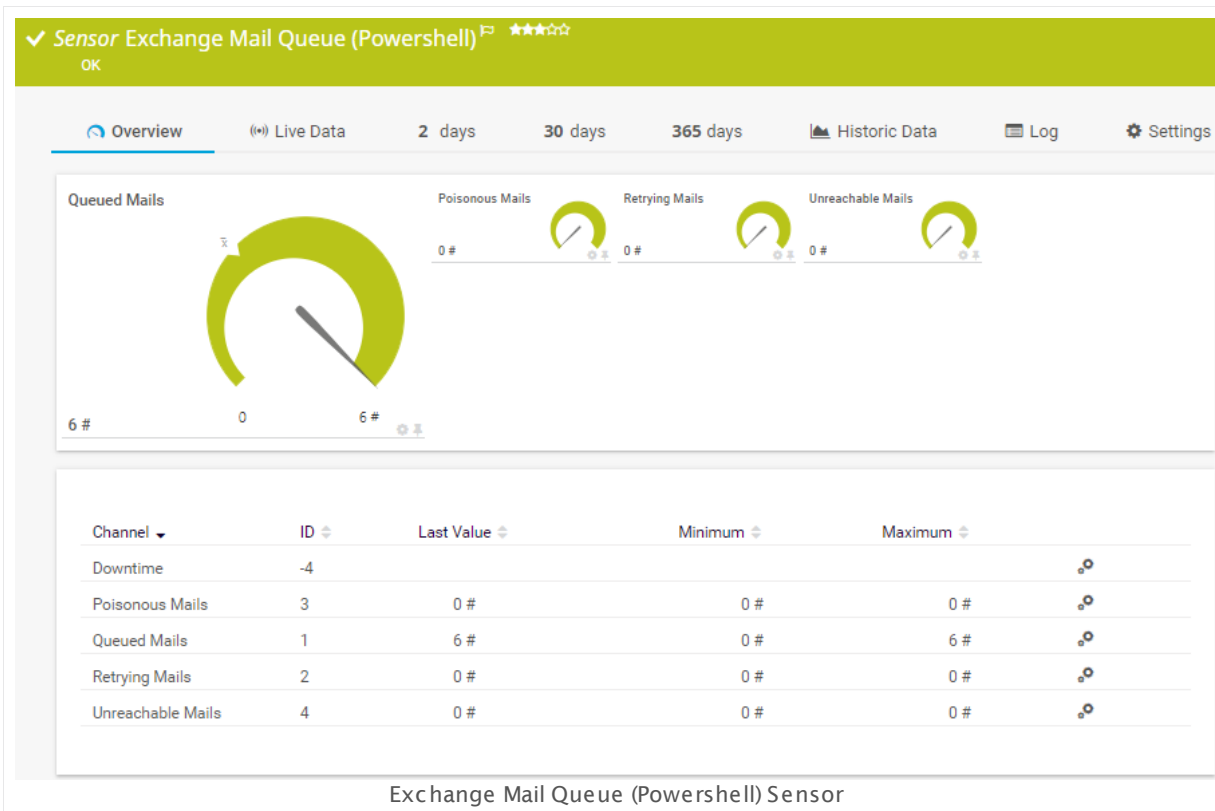 Sensor Exchange Mail Queue (Powershell)
OK
Overview Live Data 2 days 30 days 365 days Historic Data Log Settings
Queued Mails
x̄
6 #
0
6 #
Poisonous Mails
0 #
Retrying Mails
0 #
Unreachable Mails
0 #
Channel ID Last Value Minimum Maximum
Downtime -4
Poisonous Mails 3 0 # 0 # 0 #
Queued Mails 1 6 # 0 # 6 #
Retrying Mails 2 0 # 0 # 0 #
Unreachable Mails 4 0 # 0 # 0 #
Exchange Mail Queue (Powershell) Sensor